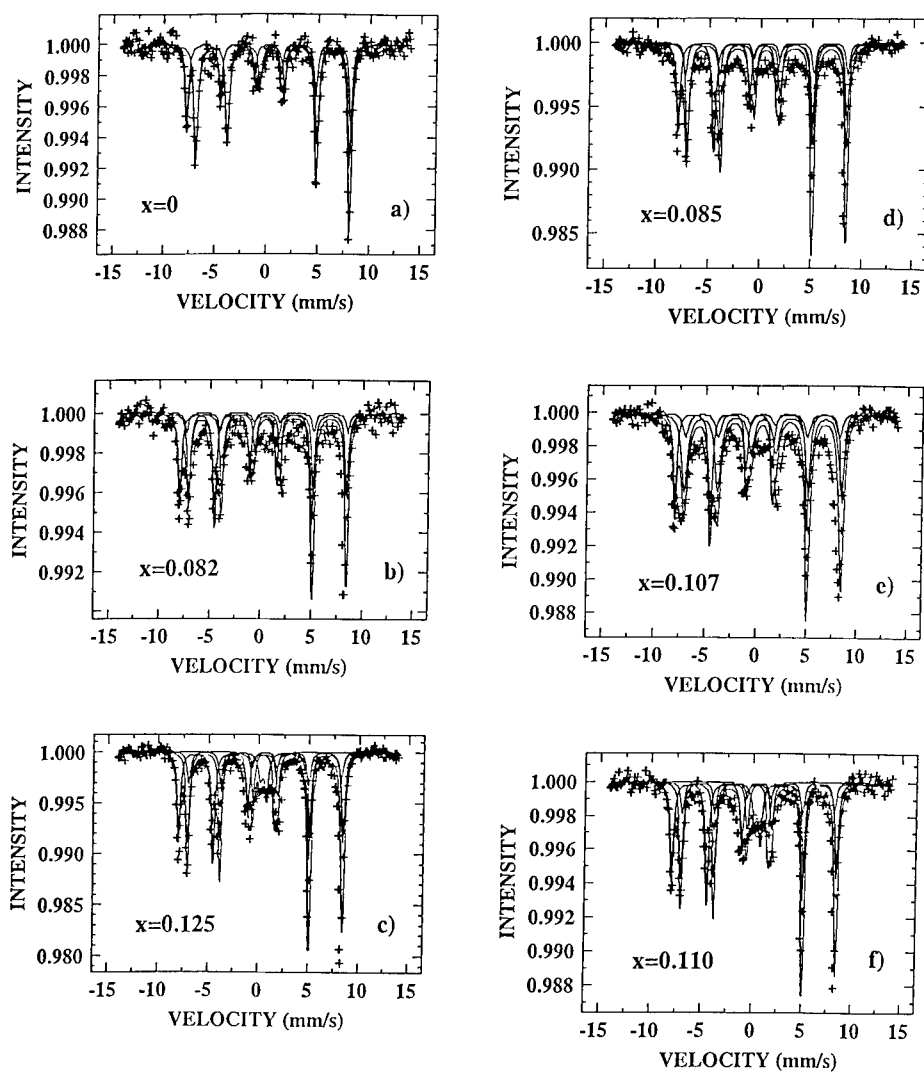 1.000
0.998
0.996
0.994
0.992
0.990
0.988
INTENSITY
x=0
a)
-15 -10 -5 0 5 10 15
VELOCITY (mm/s)
1.000
0.995
0.990
0.985
INTENSITY
x=0.085
d)
-15 -10 -5 0 5 10 15
VELOCITY (mm/s)
1.000
0.998
0.996
0.994
0.992
INTENSITY
x=0.082
b)
-15 -10 -5 0 5 10 15
VELOCITY (mm/s)
1.000
0.998
0.996
0.994
0.992
0.990
0.988
INTENSITY
x=0.107
e)
-15 -10 -5 0 5 10 15
VELOCITY (mm/s)
1.000
0.995
0.990
0.985
0.980
INTENSITY
x=0.125
c)
-15 -10 -5 0 5 10 15
VELOCITY (mm/s)
1.000
0.998
0.996
0.994
0.992
0.990
0.988
INTENSITY
x=0.110
f)
-15 -10 -5 0 5 10 15
VELOCITY (mm/s)